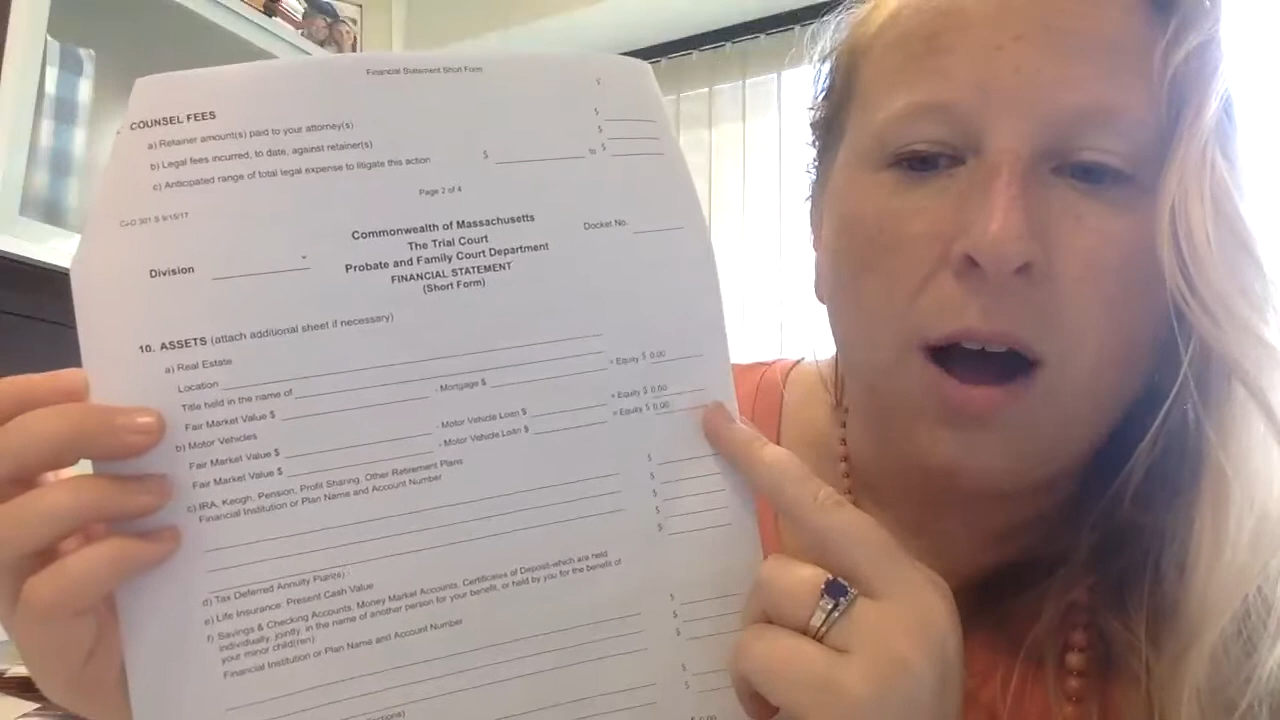 Financial Statement Short Form
$
COUNSEL FEES
a) Retainer amount(s) paid to your attorney(s) $
b) Legal fees incurred, to date, against retainer(s) $
c) Anticipated range of total legal expense to litigate this action $ to $
Page 2 of 4
CJ-D 301 S 9/15/17
Commonwealth of Massachusetts
The Trial Court
Probate and Family Court Department
FINANCIAL STATEMENT
(Short Form)
Division
Docket No.
10. ASSETS (attach additional sheet if necessary)
a) Real Estate
Location
Title held in the name of
Fair Market Value $ - Mortgage $ = Equity $ 0.00
b) Motor Vehicles
Fair Market Value $ - Motor Vehicle Loan $ = Equity $ 0.00
Fair Market Value $ - Motor Vehicle Loan $ = Equity $ 0.00
c) IRA, Keogh, Pension, Profit Sharing, Other Retirement Plans
Financial Institution or Plan Name and Account Number
$
$
$
d) Tax Deferred Annuity Plan(s) $
e) Life Insurance: Present Cash Value $
f) Savings & Checking Accounts, Money Market Accounts, Certificates of Deposit-which are held
individually, jointly, in the name of another person for your benefit, or held by you for the benefit of
your minor child(ren):
Financial Institution or Plan Name and Account Number
$
$
$
$
$
0.00